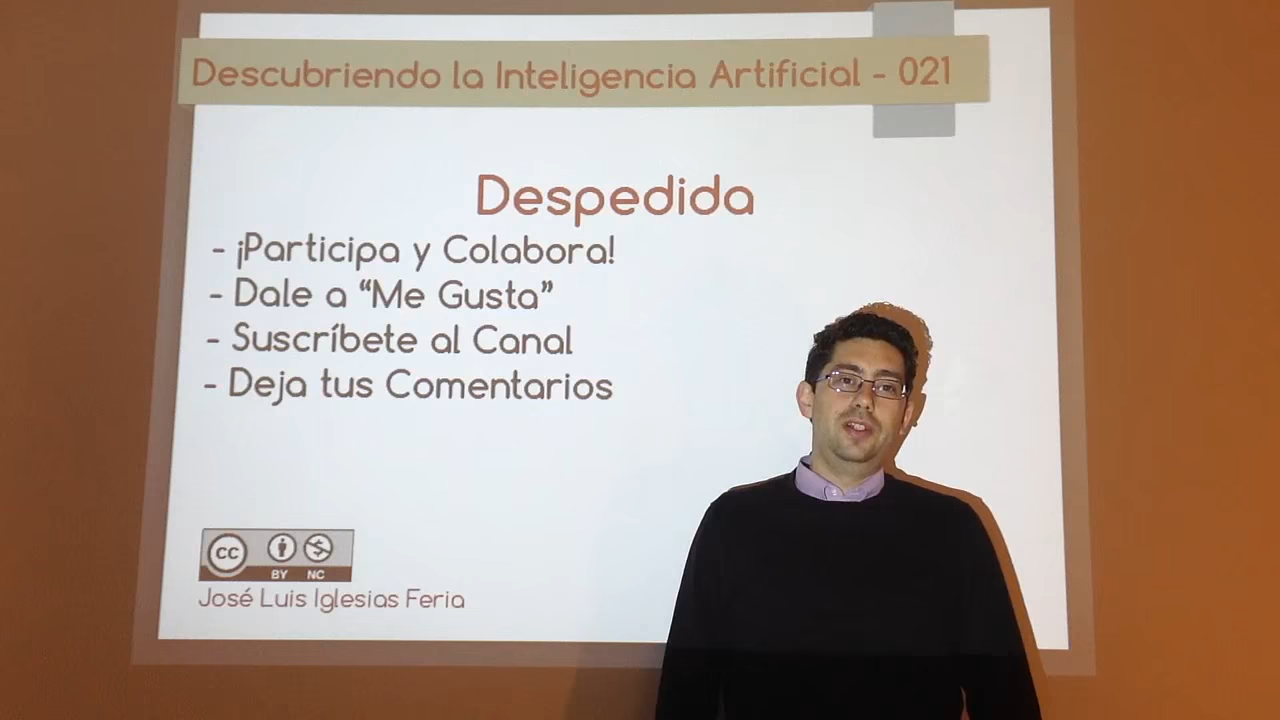 Descubriendo la Inteligencia Artificial - 021
Despedida
- ¡Participa y Colabora!
- Dale a “Me Gusta”
- Suscríbete al Canal
- Deja tus Comentarios
cc
BY NC
José Luis Iglesias Feria